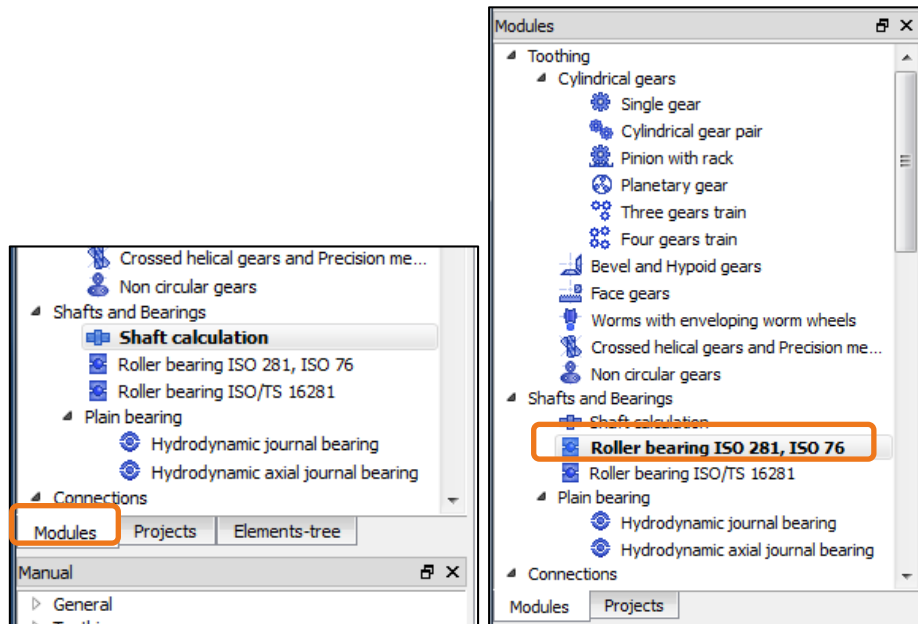 Crossed helical gears and Precision me...
Non circular gears
Shafts and Bearings
Shaft calculation
Roller bearing ISO 281, ISO 76
Roller bearing ISO/TS 16281
Plain bearing
Hydrodynamic journal bearing
Hydrodynamic axial journal bearing
Connections
Modules
Projects
Elements-tree
Manual
General
Modules
Toothing
Cylindrical gears
Single gear
Cylindrical gear pair
Pinion with rack
Planetary gear
Three gears train
Four gears train
Bevel and Hypoid gears
Face gears
Worms with enveloping worm wheels
Crossed helical gears and Precision me...
Non circular gears
Shafts and Bearings
Shaft calculation
Roller bearing ISO 281, ISO 76
Roller bearing ISO/TS 16281
Plain bearing
Hydrodynamic journal bearing
Hydrodynamic axial journal bearing
Connections
Modules
Projects